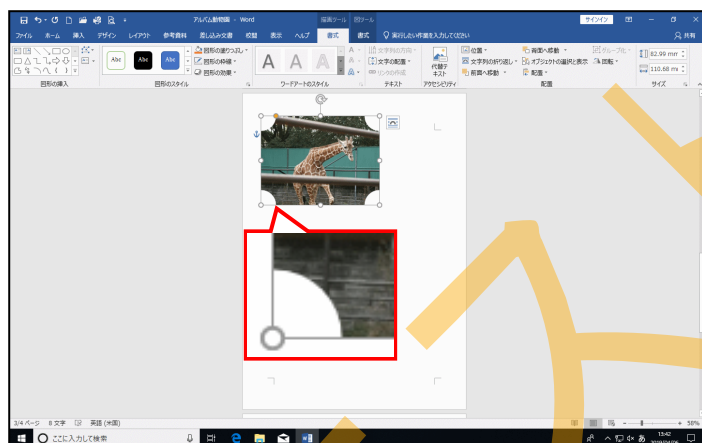 アルバム動物園 - Word
描画ツール 図ツール
サインイン
ファイル ホーム 挿入 デザイン レイアウト 参考資料 差し込み文書 校閲 表示 ヘルプ 書式 書式 実行したい作業を入力してください 共有
Abc Abc Abc
図形の塗りつぶし
図形の枠線
図形の効果
A A A
文字列の方向
文字の配置
リンクの作成
代替テキスト
位置
文字列の折り返し
前面へ移動
背面へ移動
オブジェクトの選択と表示
配置
グループ化
回転
82.99 mm
110.68 mm
図形の挿入 図形のスタイル ワードアートのスタイル テキスト アクセシビリティ 配置 サイズ
3/4 ページ 8 文字 英語 (米国) 50%
ここに入力して検索
あ 13:42
2019/04/06